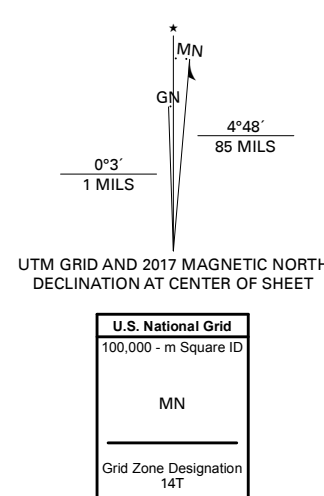 ★
MN
GN
4°48´
85 MILS
0°3´
1 MILS
UTM GRID AND 2017 MAGNETIC NORTH
DECLINATION AT CENTER OF SHEET
U.S. National Grid
100,000 - m Square ID
MN
Grid Zone Designation
14T